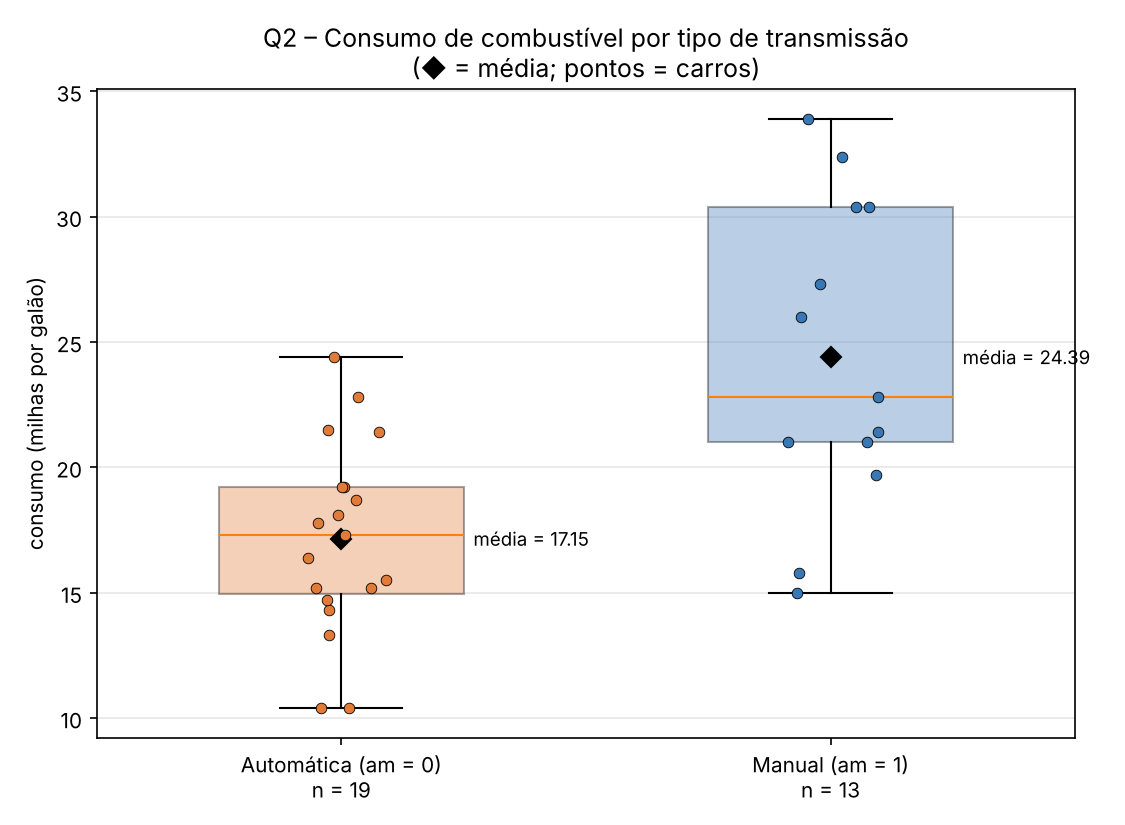 Q2 – Consumo de combustível por tipo de transmissão
(◆ = média; pontos = carros)
consumo (milhas por galão)
35
30
25
20
15
10
média = 17.15
média = 24.39
Automática (am = 0)
n = 19
Manual (am = 1)
n = 13